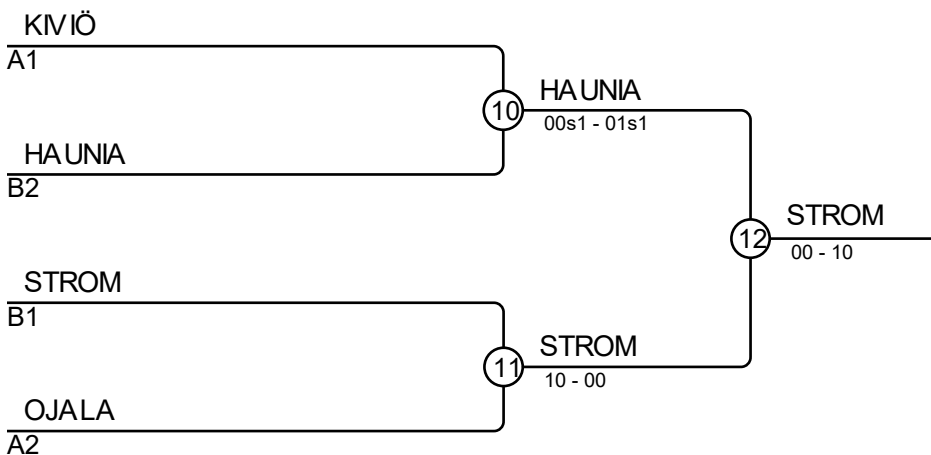 KIVIÖ
A1
10
HAUNIA
00s1 - 01s1
HAUNIA
B2
12
STROM
00 - 10
STROM
B1
11
STROM
10 - 00
OJALA
A2